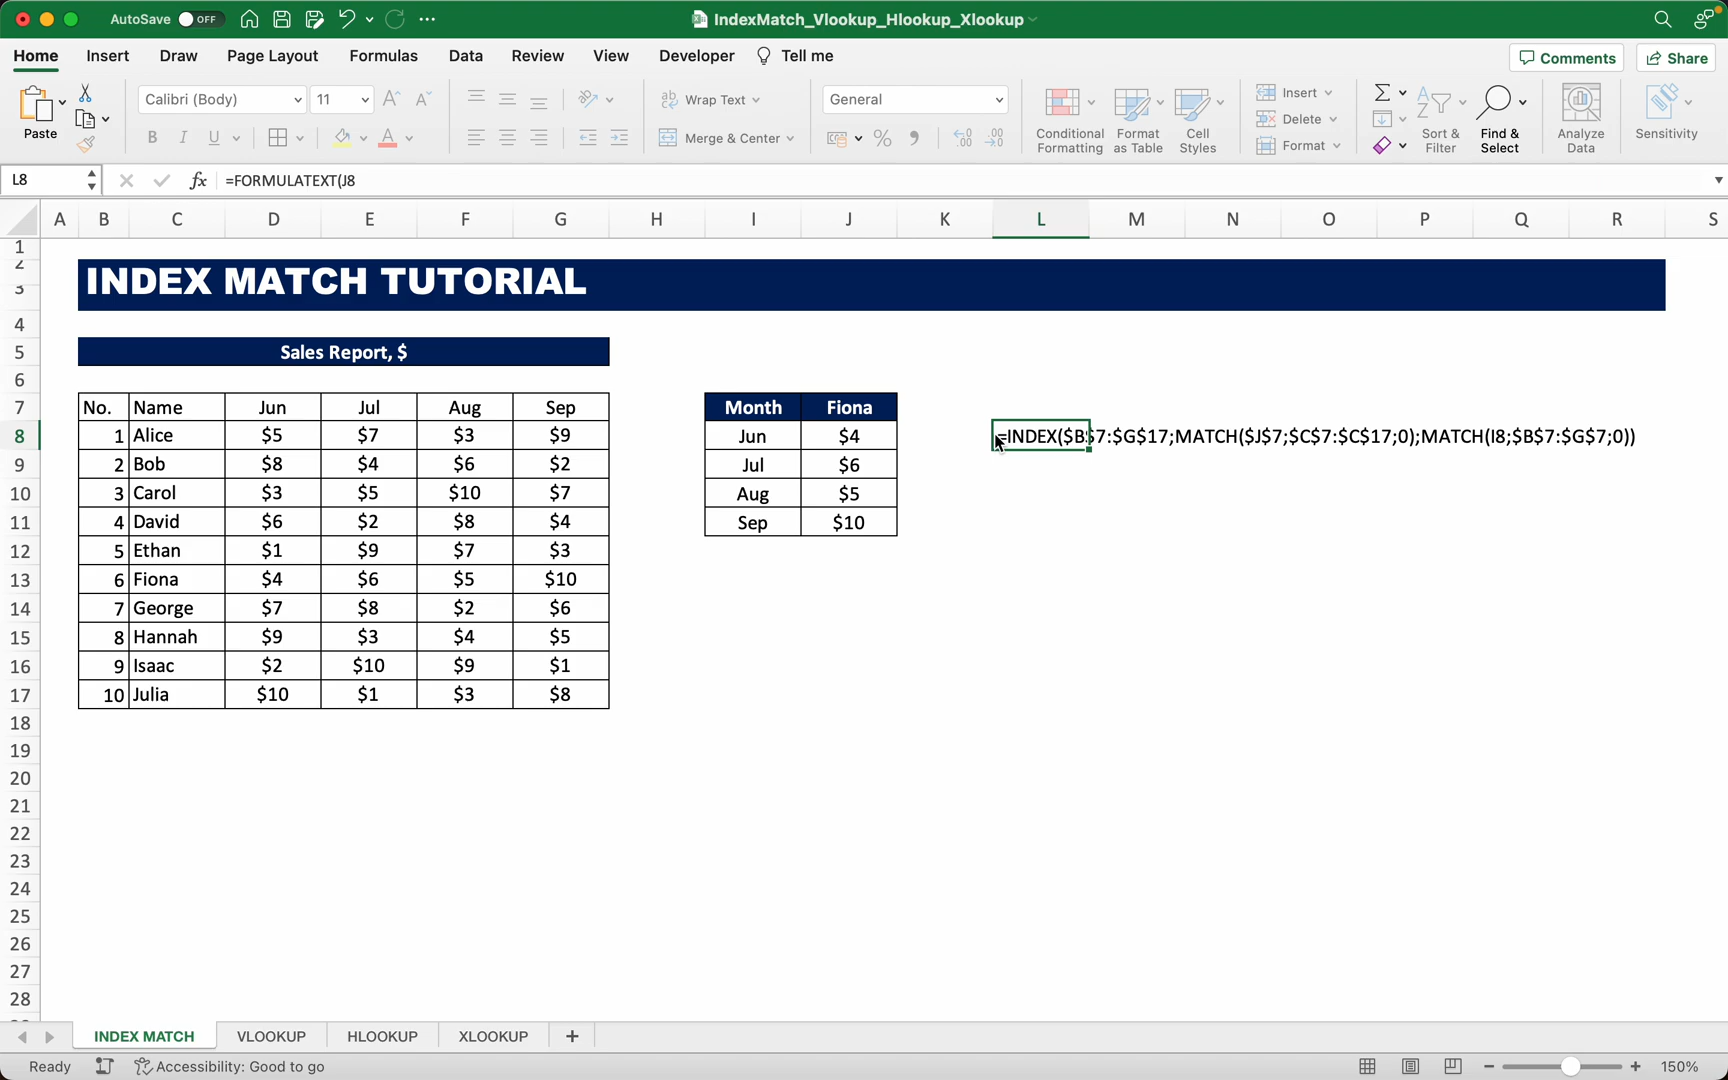 AutoSave OFF IndexMatch_Vlookup_Hlookup_Xlookup
Home Insert Draw Page Layout Formulas Data Review View Developer Tell me Comments Share
Paste Calibri (Body) 11 Wrap Text General Insert
B I U Merge & Center Delete
Conditional Formatting Format as Table Cell Styles Format Sort & Filter Find & Select Analyze Data Sensitivity
L8 fx =FORMULATEXT(J8
A B C D E F G H I J K L M N O P Q R S
1
2
3 INDEX MATCH TUTORIAL
4
5 Sales Report, $
6
7 No. Name Jun Jul Aug Sep Month Fiona
8 1 Alice $5 $7 $3 $9 Jun $4 =INDEX($B$7:$G$17;MATCH($J$7;$C$7:$C$17;0);MATCH(I8;$B$7:$G$7;0))
9 2 Bob $8 $4 $6 $2 Jul $6
10 3 Carol $3 $5 $10 $7 Aug $5
11 4 David $6 $2 $8 $4 Sep $10
12 5 Ethan $1 $9 $7 $3
13 6 Fiona $4 $6 $5 $10
14 7 George $7 $8 $2 $6
15 8 Hannah $9 $3 $4 $5
16 9 Isaac $2 $10 $9 $1
17 10 Julia $10 $1 $3 $8
18
19
20
21
22
23
24
25
26
27
28
INDEX MATCH VLOOKUP HLOOKUP XLOOKUP +
Ready Accessibility: Good to go 150%